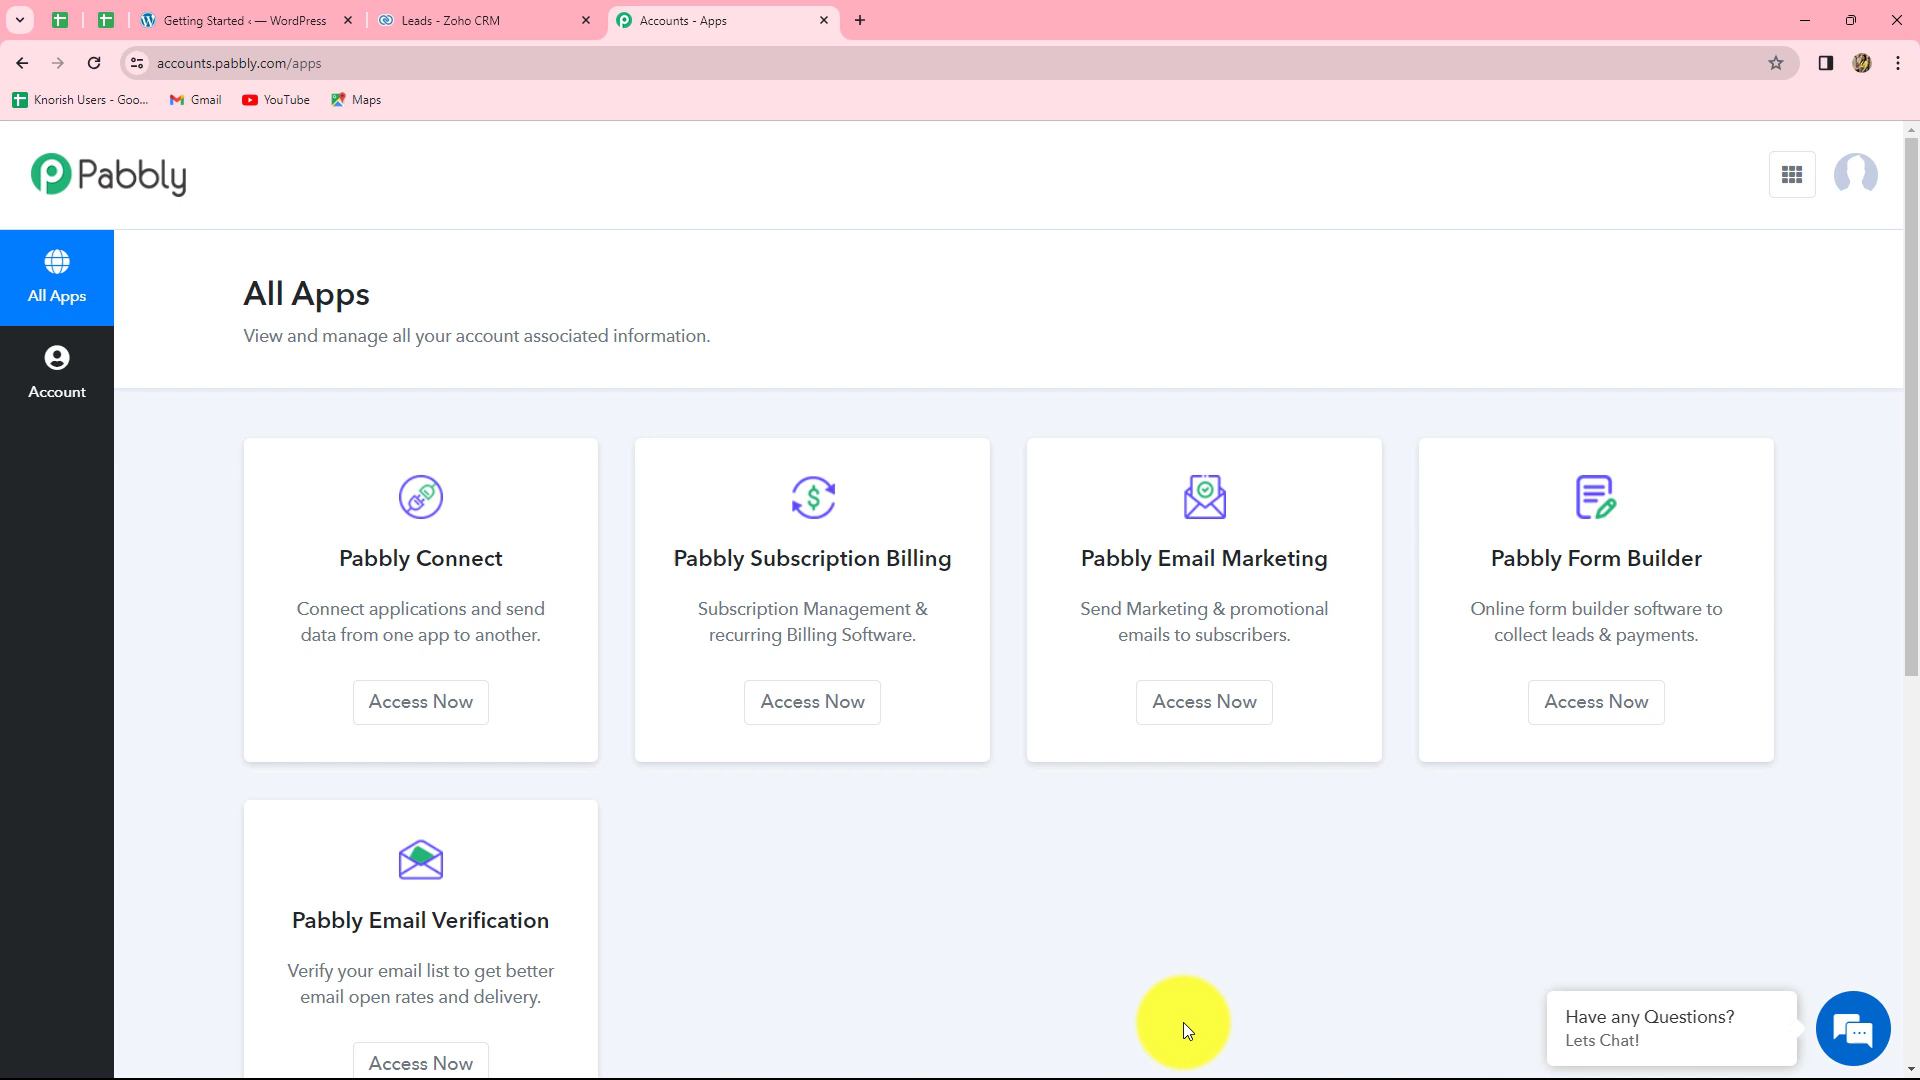 Getting Started ‹ — WordPress
Leads - Zoho CRM
Accounts - Apps
accounts.pabbly.com/apps
Knorish Users - Goo...
Gmail
YouTube
Maps
Pabbly
All Apps
Account
All Apps
View and manage all your account associated information.
Pabbly Connect
Connect applications and send
data from one app to another.
Access Now
Pabbly Subscription Billing
Subscription Management &
recurring Billing Software.
Access Now
Pabbly Email Marketing
Send Marketing & promotional
emails to subscribers.
Access Now
Pabbly Form Builder
Online form builder software to
collect leads & payments.
Access Now
Pabbly Email Verification
Verify your email list to get better
email open rates and delivery.
Access Now
Have any Questions?
Lets Chat!